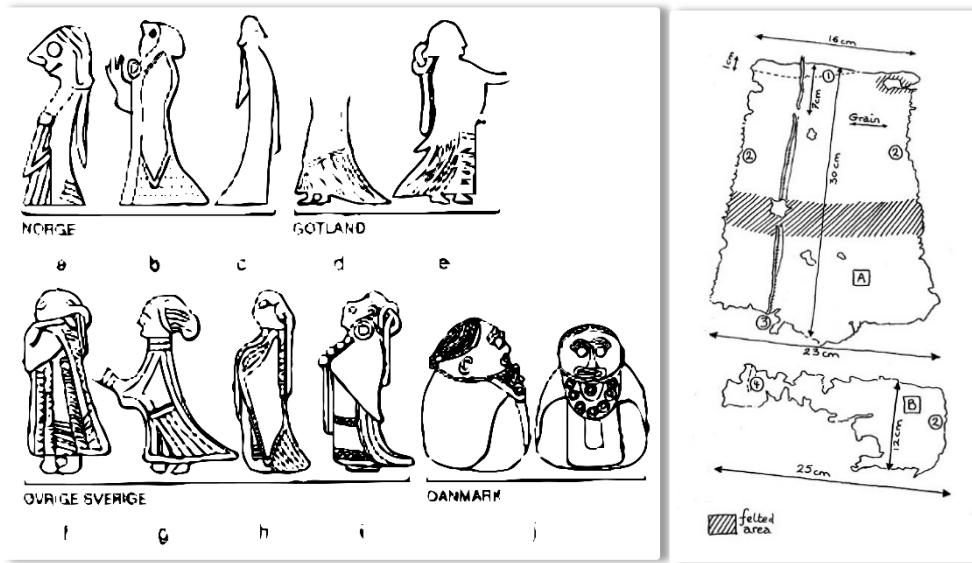 NORGE
GOTLAND
a b c d e
ØVRIGE SVERIGE
DANMARK
f g h i j
16cm
1
7cm
Grain
2
2
30cm
A
3
23cm
4
B
2
12cm
25cm
felted
area